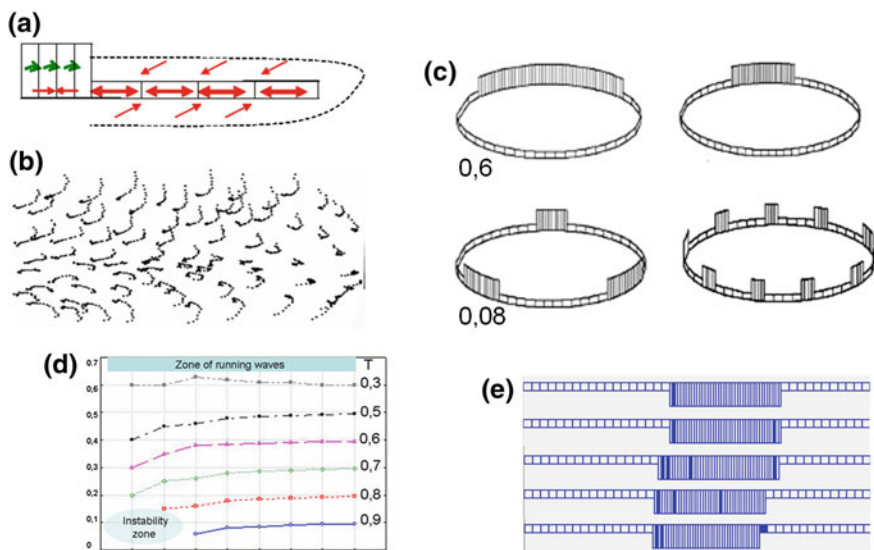 (a)
(b)
(c)
0,6
0,08
(d)
0.7
Zone of running waves
T
0,6
0,3
0,5
0,5
0,4
0,6
0,3
0,7
0,2
0,8
0,1
Instability
zone
0,9
0
(e)